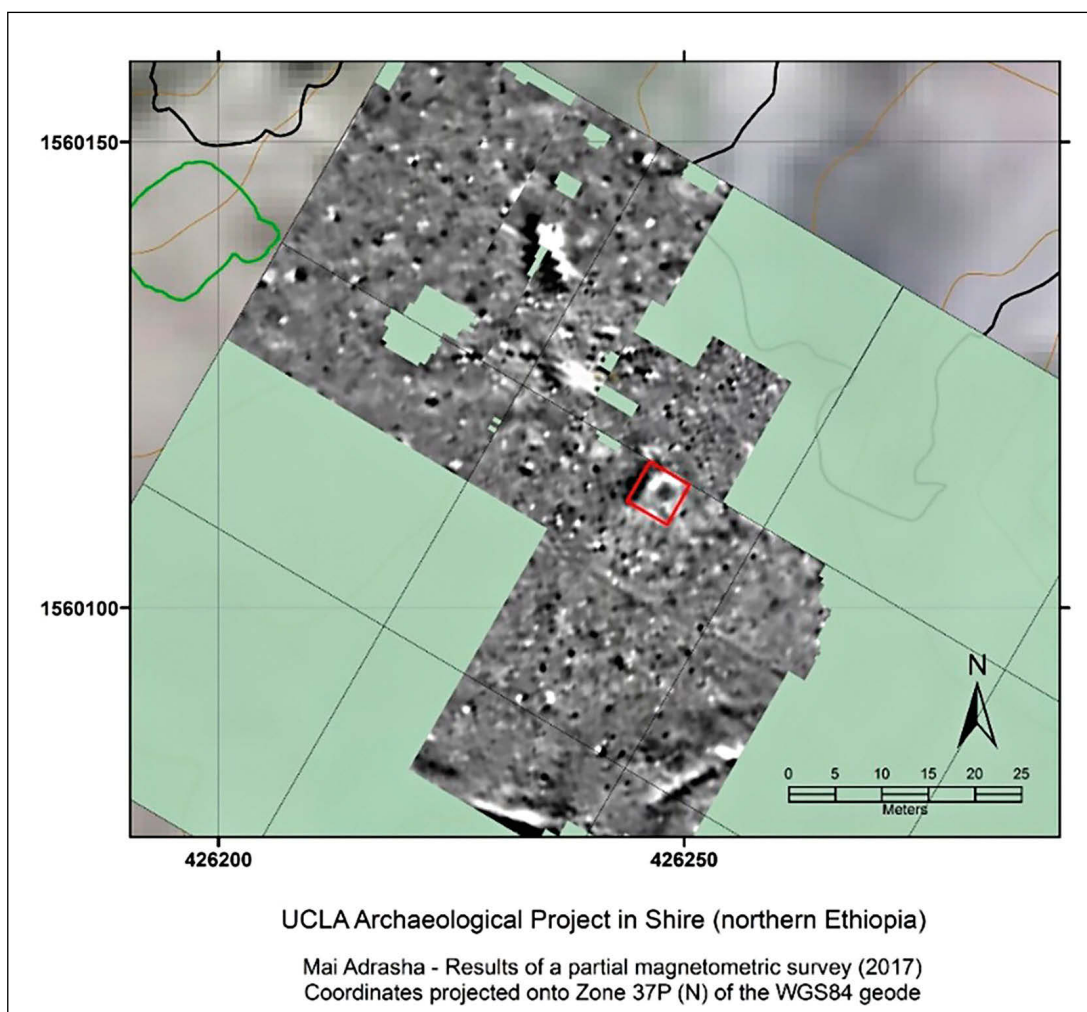 1560150
1560100
N
0 5 10 15 20 25
Meters
426200 426250
UCLA Archaeological Project in Shire (northern Ethiopia)
Mai Adrasha - Results of a partial magnetometric survey (2017)
Coordinates projected onto Zone 37P (N) of the WGS84 geode